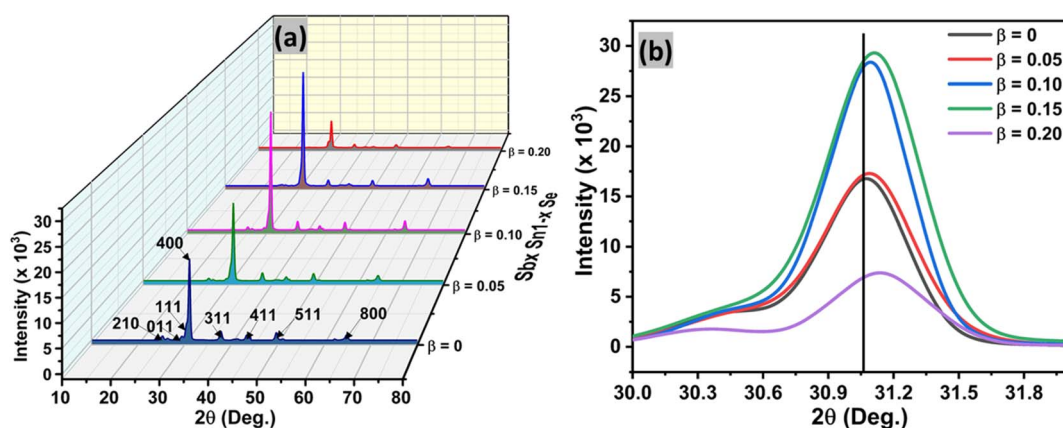 (a)
Intensity (x 10³)
30
25
20
15
10
5
0
400
111
210
011
311
411
511
800
β = 0
β = 0.05
β = 0.10
β = 0.15
β = 0.20
Sbx Sn1-x Se
10 20 30 40 50 60 70 80
2θ (Deg.)
(b)
Intensity (x 10³)
30
25
20
15
10
5
0
β = 0
β = 0.05
β = 0.10
β = 0.15
β = 0.20
30.0 30.3 30.6 30.9 31.2 31.5 31.8
2θ (Deg.)